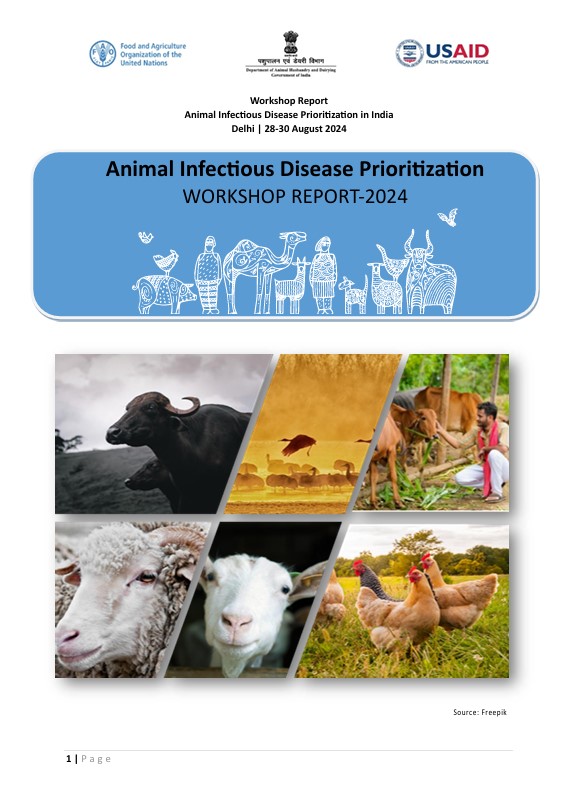 Food and Agriculture
Organization of the
United Nations
पशुपालन एवं डेयरी विभाग
Department of Animal Husbandry and Dairying
Government of India
USAID
FROM THE AMERICAN PEOPLE
Workshop Report
Animal Infectious Disease Prioritization in India
Delhi | 28-30 August 2024
Animal Infectious Disease Prioritization
WORKSHOP REPORT-2024
Source: Freepik
1 | Page